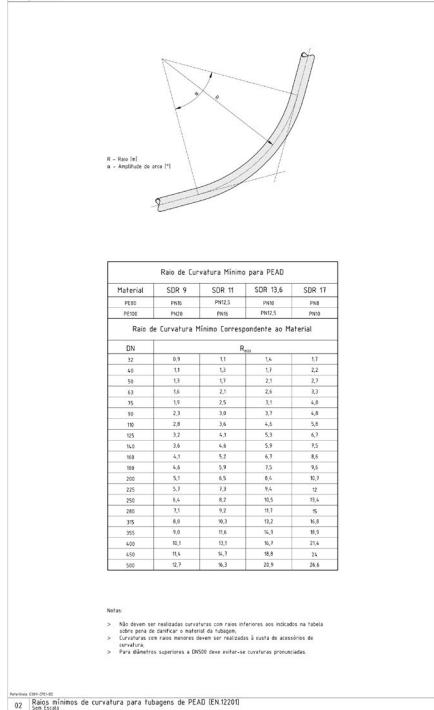 α
R
R - Raio [m]
α - Amplitude do arco [°]
Raio de Curvatura Mínimo para PEAD
Material SDR 9 SDR 11 SDR 13,6 SDR 17
PE80 PN16 PN12,5 PN10 PN8
PE100 PN20 PN16 PN12,5 PN10
Raio de Curvatura Mínimo Correspondente ao Material
DN
32 0,9 1,1 1,4 1,7
40 1,1 1,3 1,7 2,2
50 1,3 1,7 2,1 2,7
63 1,6 2,1 2,6 3,3
75 1,9 2,5 3,1 4,0
90 2,3 3,0 3,7 4,8
110 2,8 3,6 4,6 5,8
125 3,2 4,1 5,3 6,7
140 3,6 4,6 5,9 7,5
160 4,1 5,2 6,7 8,6
180 4,6 5,9 7,5 9,6
200 5,1 6,5 8,4 10,7
225 5,7 7,3 9,4 12
250 6,4 8,2 10,5 13,4
280 7,1 9,2 11,7 15
315 8,0 10,3 13,2 16,8
355 9,0 11,6 14,9 18,9
400 10,1 13,1 16,7 21,4
450 11,4 14,7 18,8 24
500 12,7 16,3 20,9 26,6
Notas:
> Não devem ser realizadas curvaturas com raios inferiores aos indicados na tabela
sobre pena de danificar o material da tubagem;
> Curvaturas com raios menores devem ser realizadas à custa de acessórios de
curvatura;
> Para diâmetros superiores a DN500 deve evitar-se cuvaturas pronunciadas.
02 Raios mínimos de curvatura para tubagens de PEAD (EN.12201)
Sem Escala